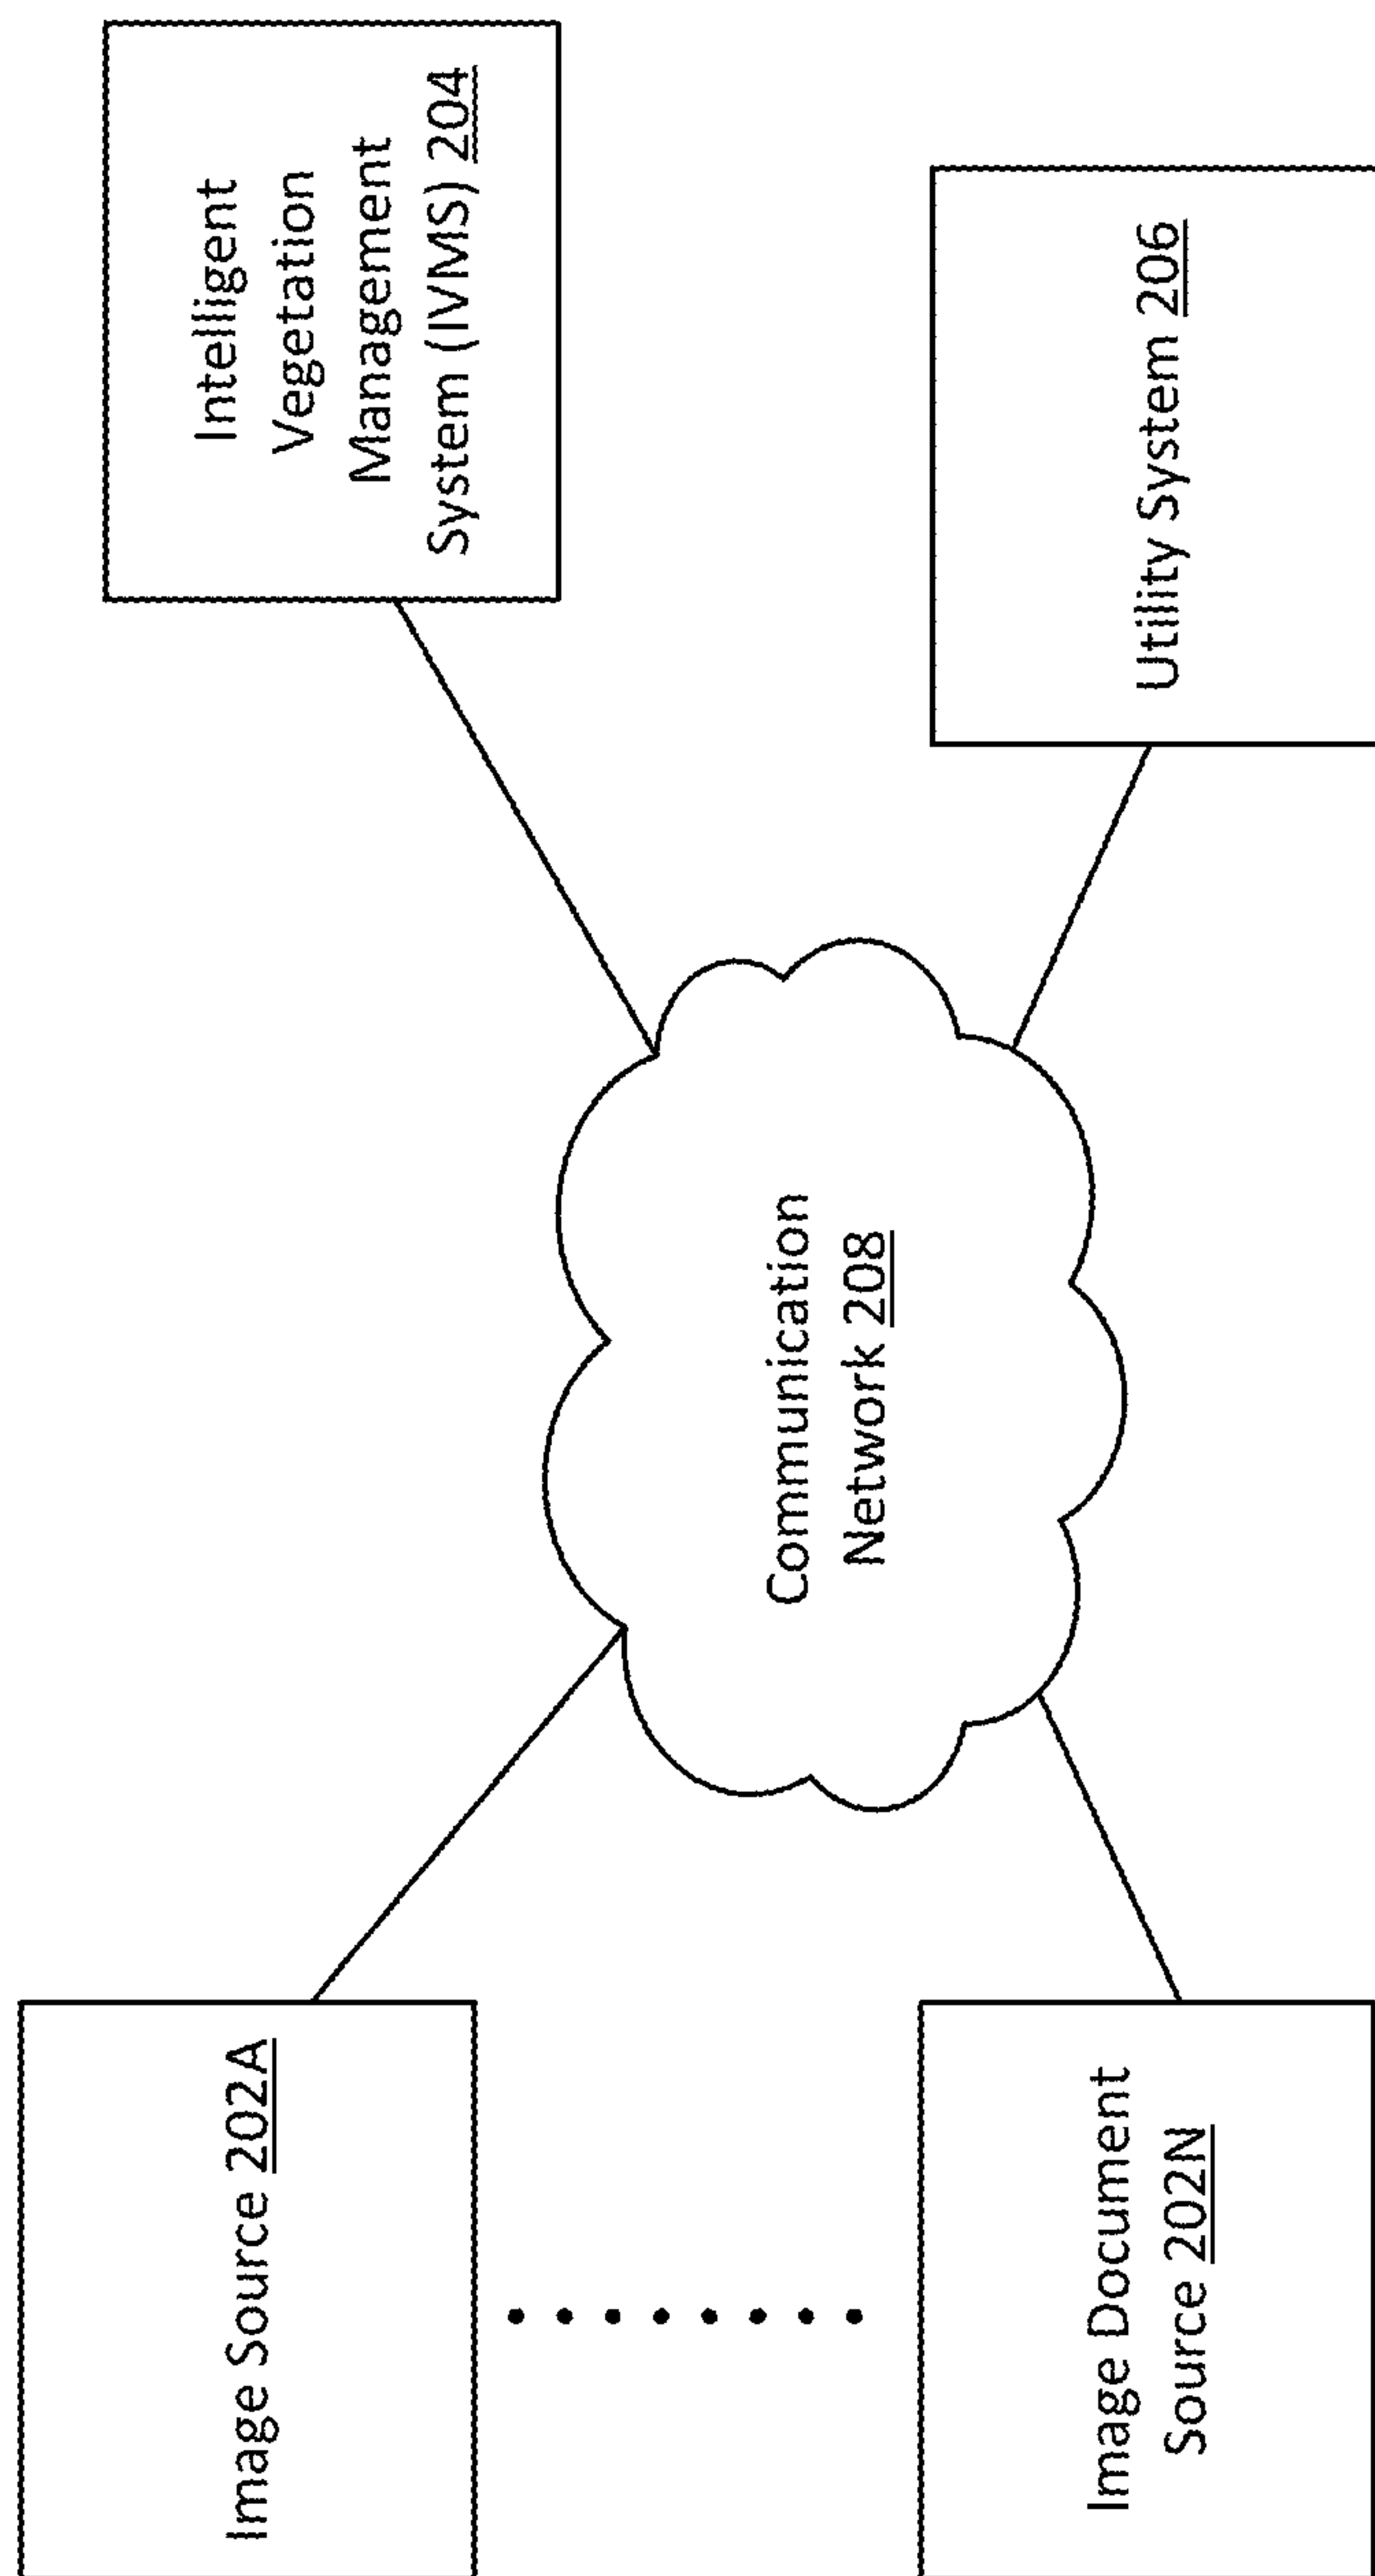 Image Source 202A
Intelligent
Vegetation
Management
System (IVMS) 204
Communication
Network 208
Image Document
Source 202N
Utility System 206